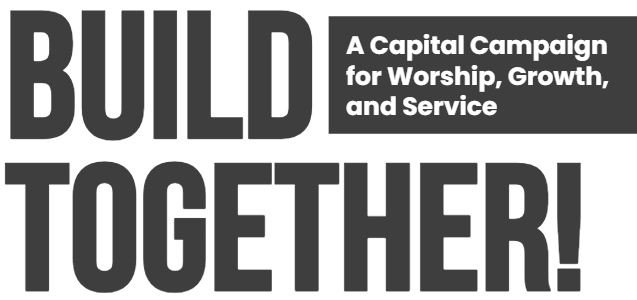 BUILD
A Capital Campaign
for Worship, Growth,
and Service
TOGETHER!